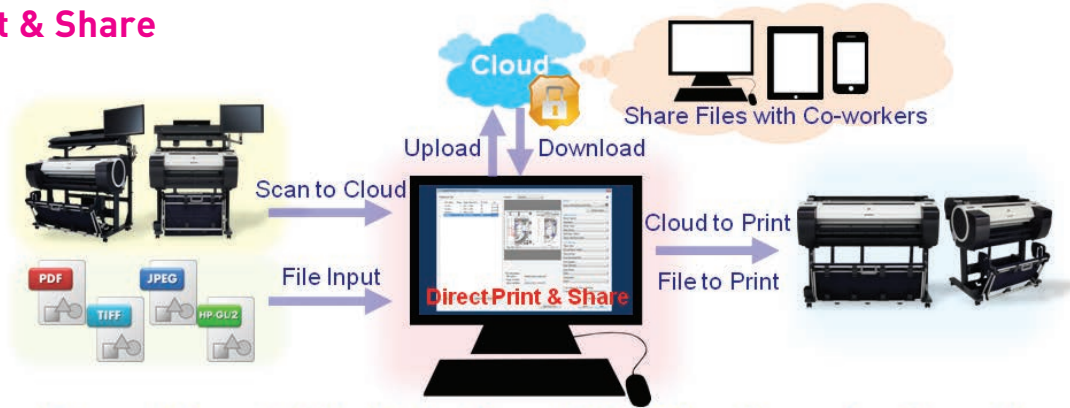 t & Share
Cloud
Share Files with Co-workers
Upload
Download
Scan to Cloud
Cloud to Print
PDF
JPEG
TIFF
HP-GL/2
File Input
Direct Print & Share
File to Print